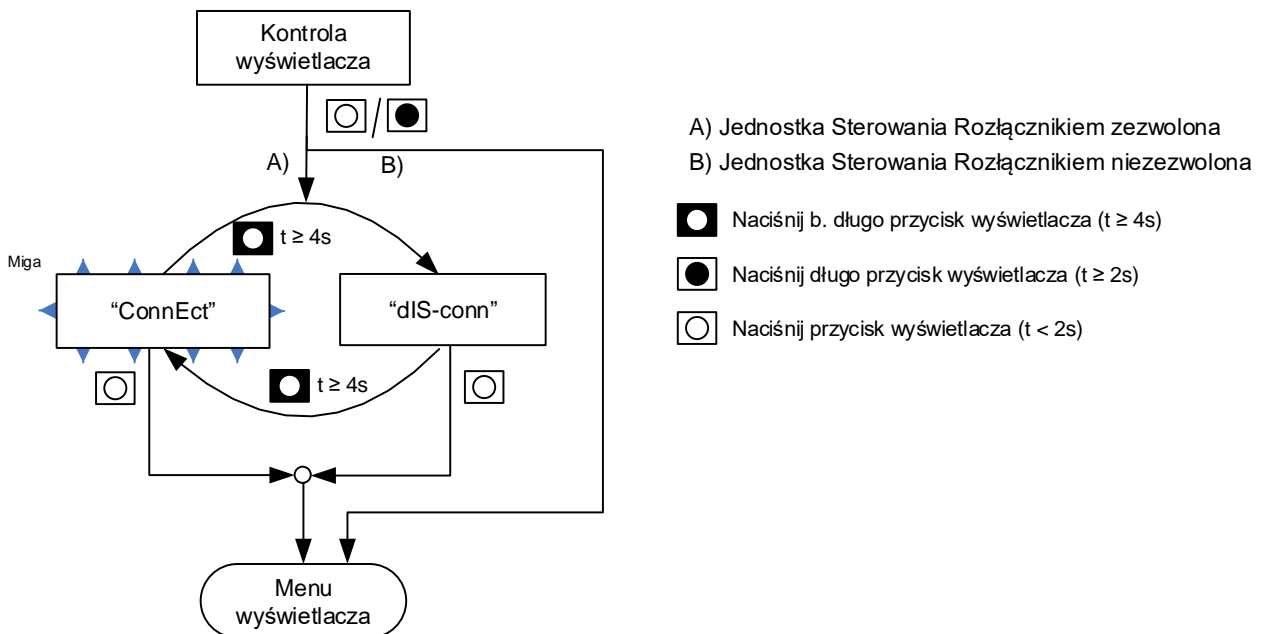 Kontrola
wyświetlacza
A)
B)
t ≥ 4s
Miga
“ConnEct”
“dIS-conn”
t ≥ 4s
Menu
wyświetlacza
A) Jednostka Sterowania Rozłącznikiem zezwolona
B) Jednostka Sterowania Rozłącznikiem niezezwolona
Naciśnij b. długo przycisk wyświetlacza (t ≥ 4s)
Naciśnij długo przycisk wyświetlacza (t ≥ 2s)
Naciśnij przycisk wyświetlacza (t < 2s)